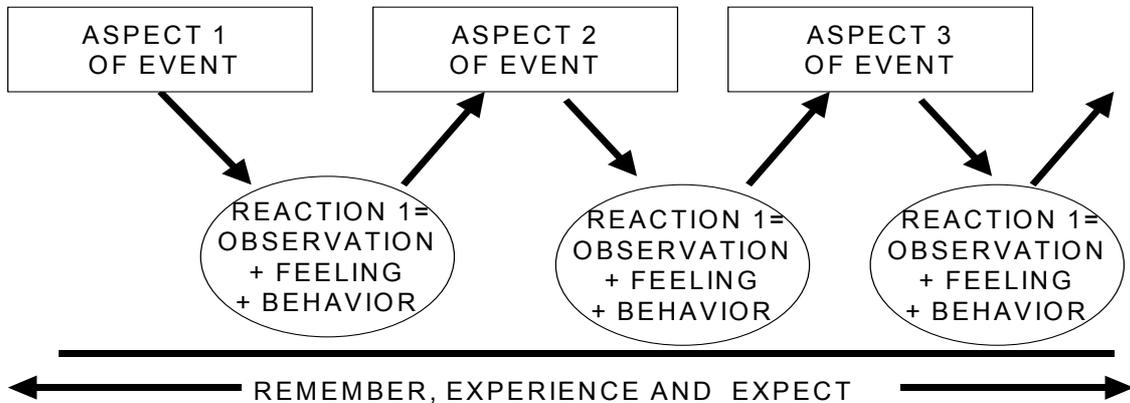 ASPECT 1
OF EVENT
ASPECT 2
OF EVENT
ASPECT 3
OF EVENT
REACTION 1=
OBSERVATION
+ FEELING
+ BEHAVIOR
REACTION 1=
OBSERVATION
+ FEELING
+ BEHAVIOR
REACTION 1=
OBSERVATION
+ FEELING
+ BEHAVIOR
REMEMBER, EXPERIENCE AND EXPECT